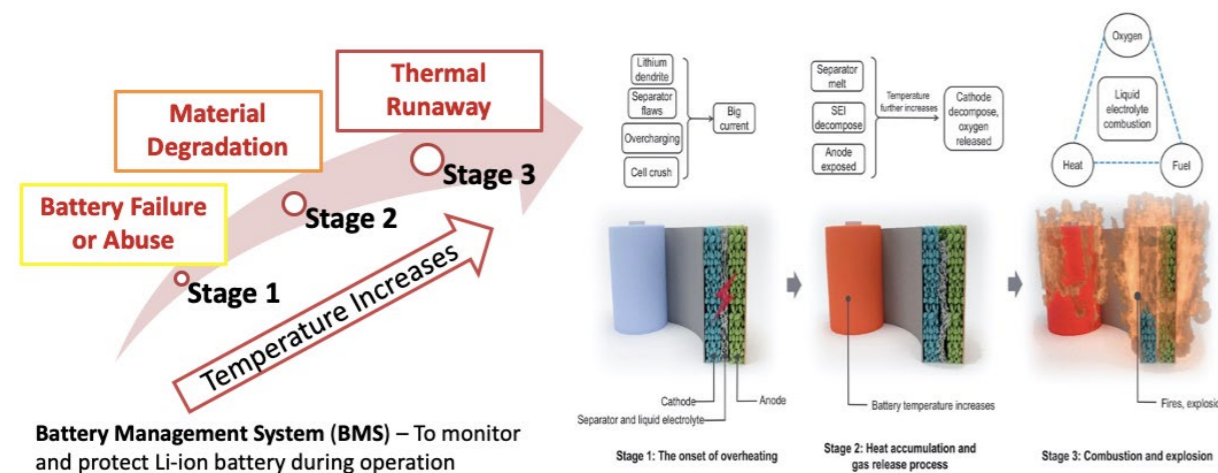 Thermal
Runaway
Material
Degradation
Battery Failure
or Abuse
Stage 3
Stage 2
Stage 1
Temperature Increases
Battery Management System (BMS) – To monitor
and protect Li-ion battery during operation
Lithium
dendrite
Separator
flaws
Overcharging
Cell crush
Big
current
Cathode
Anode
Separator and liquid electrolyte
Stage 1: The onset of overheating
Separator
melt
SEI
decompose
Anode
exposed
Temperature
further increases
Cathode
decompose,
oxygen
released
Battery temperature increases
Stage 2: Heat accumulation and
gas release process
Oxygen
Liquid
electrolyte
combustion
Heat
Fuel
Fires, explosio
Stage 3: Combustion and explosion